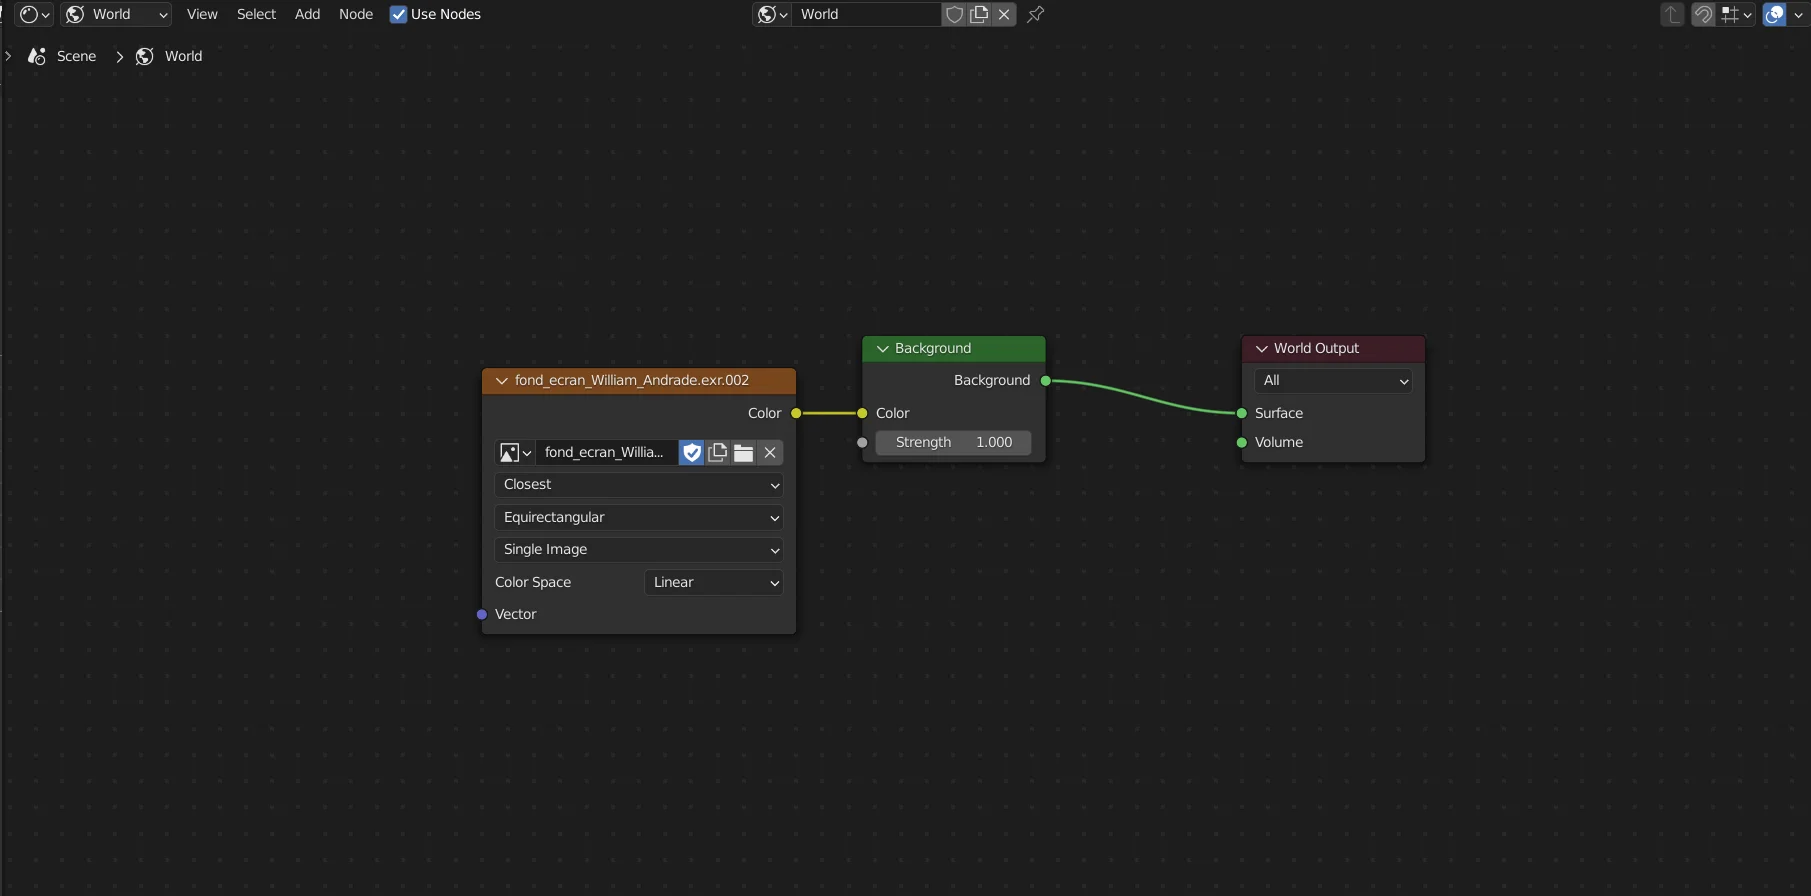 World View Select Add Node Use Nodes World
Scene World
fond_ecran_William_Andrade.exr.002
Color
fond_ecran_Willia...
Closest
Equirectangular
Single Image
Color Space Linear
Vector
Background
Background
Color
Strength 1.000
World Output
All
Surface
Volume